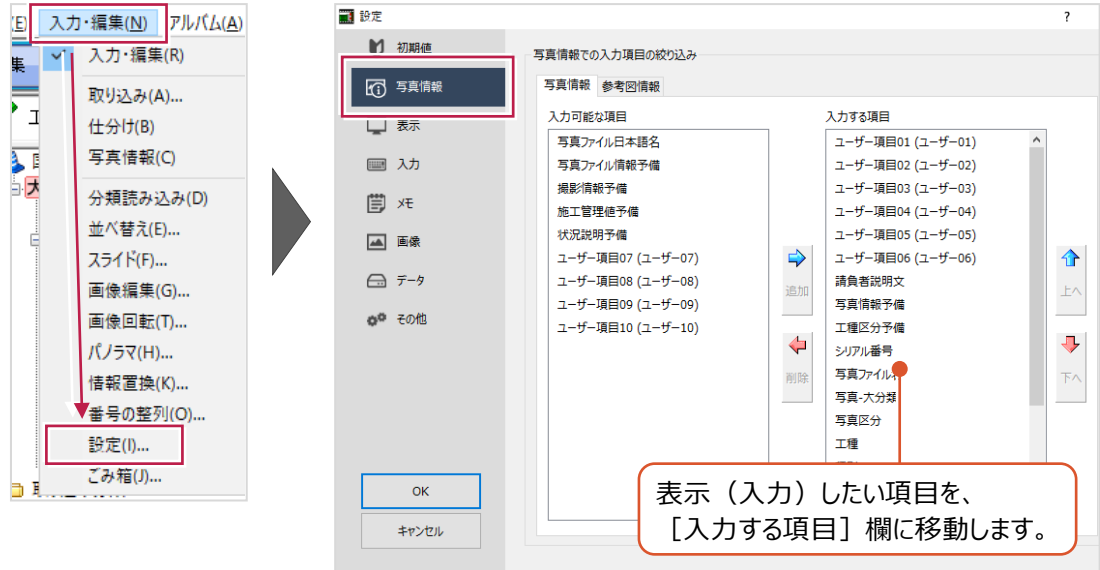 (E)
入力・編集(N)
アルバム(A)
集
入力・編集(R)
取り込み(A)...
仕分け(B)
写真情報(C)
分類読み込み(D)
並べ替え(E)...
スライド(F)...
画像編集(G)...
画像回転(T)...
パノラマ(H)...
情報置換(K)...
番号の整列(O)...
設定(I)...
ごみ箱(J)...
設定
?
初期値
写真情報
表示
入力
メモ
画像
データ
その他
OK
キャンセル
写真情報での入力項目の絞り込み
写真情報
参考図情報
入力可能な項目
写真ファイル日本語名
写真ファイル情報予備
撮影情報予備
施工管理値予備
状況説明予備
ユーザー項目07 (ユーザー07)
ユーザー項目08 (ユーザー08)
ユーザー項目09 (ユーザー09)
ユーザー項目10 (ユーザー10)
追加
削除
入力する項目
ユーザー項目01 (ユーザー01)
ユーザー項目02 (ユーザー02)
ユーザー項目03 (ユーザー03)
ユーザー項目04 (ユーザー04)
ユーザー項目05 (ユーザー05)
ユーザー項目06 (ユーザー06)
請負者説明文
写真情報予備
工種区分予備
シリアル番号
写真ファイル
写真-大分類
写真区分
工種
上へ
下へ
表示（入力）したい項目を、
［入力する項目］欄に移動します。